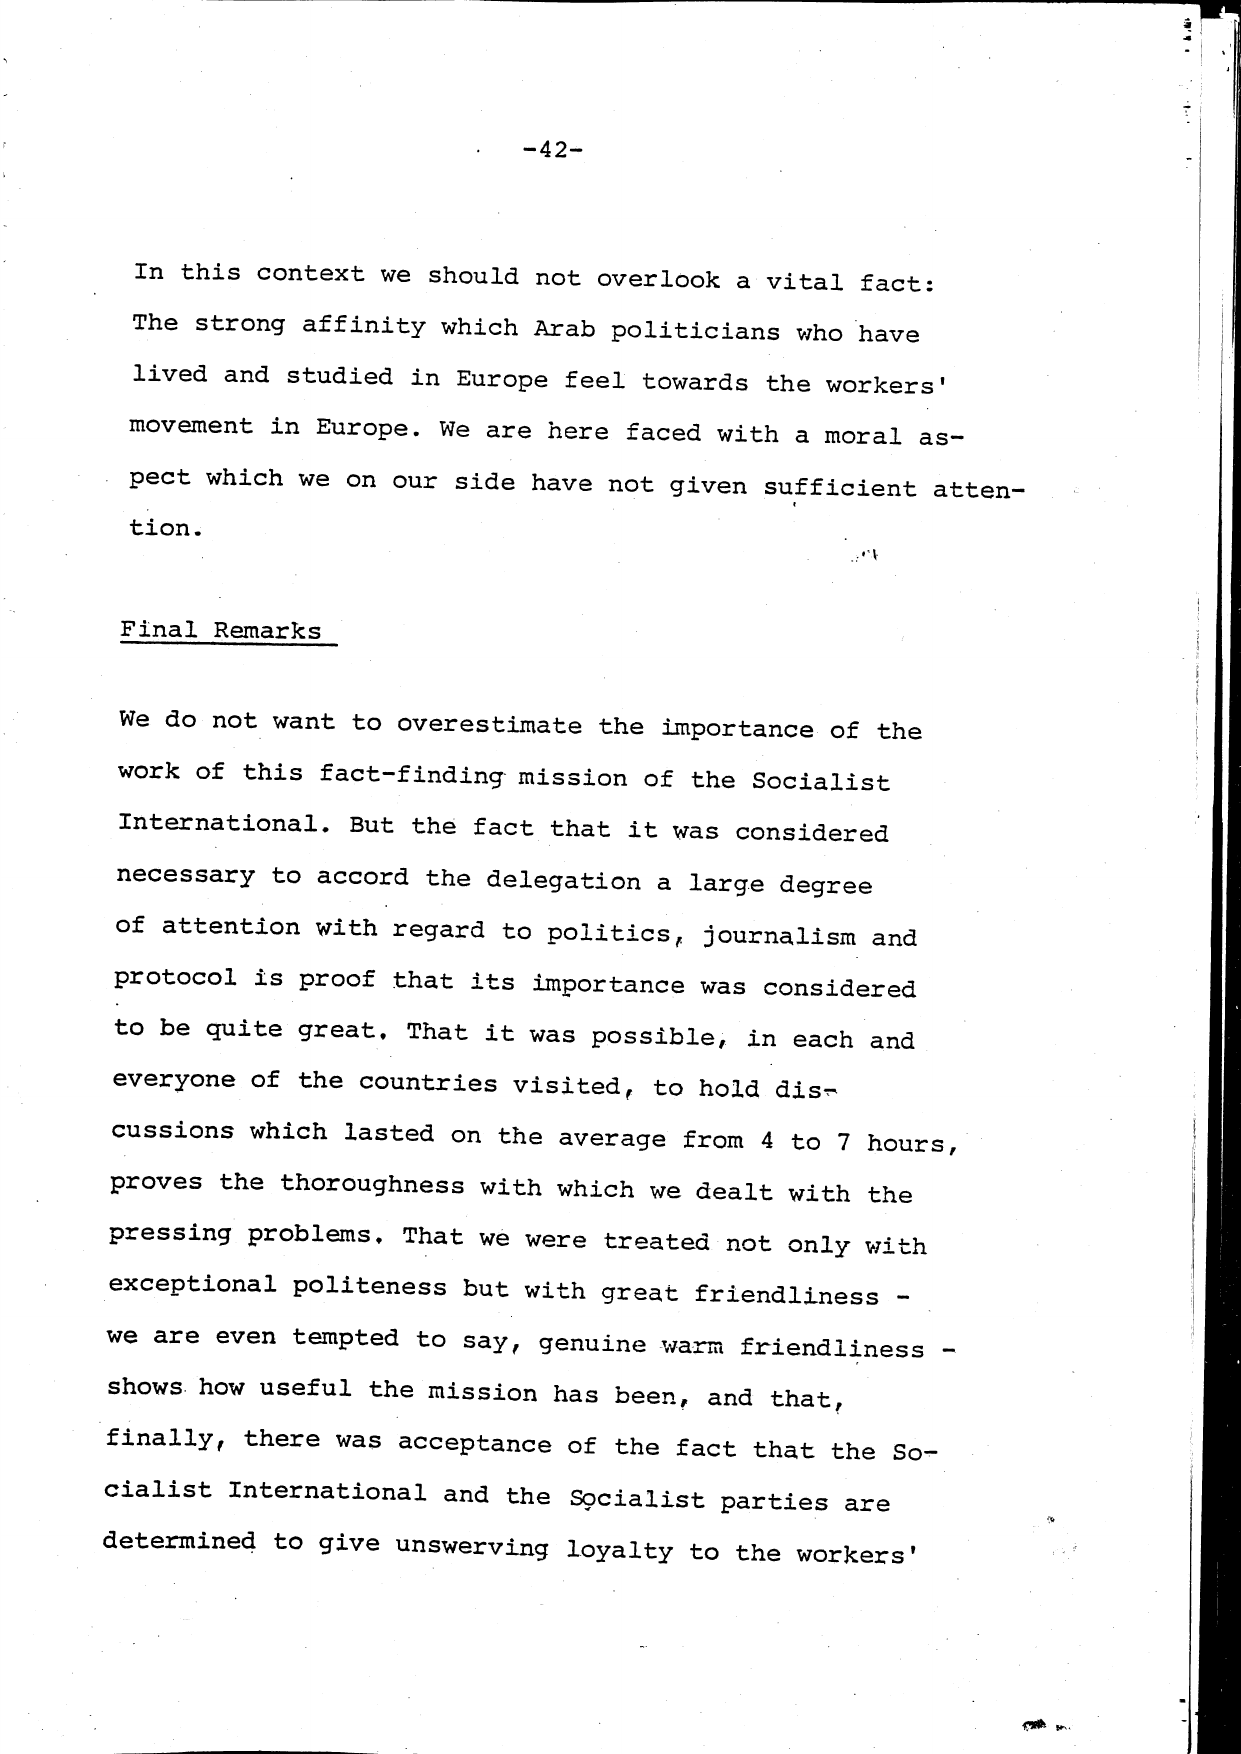 -42-
In this context we should not overlook a vital fact:
The strong affinity which Arab politicians who have
lived and studied in Europe feel towards the workers'
movement in Europe. We are here faced with a moral as-
pect which we on our side have not given sufficient atten-
tion.
Final Remarks
We do not want to overestimate the importance of the
work of this fact-finding mission of the Socialist
International. But the fact that it was considered
necessary to accord the delegation a large degree
of attention with regard to politics, journalism and
protocol is proof that its importance was considered
to be quite great. That it was possible, in each and
everyone of the countries visited, to hold dis-
cussions which lasted on the average from 4 to 7 hours,
proves the thoroughness with which we dealt with the
pressing problems. That we were treated not only with
exceptional politeness but with great friendliness -
we are even tempted to say, genuine warm friendliness -
shows how useful the mission has been, and that,
finally, there was acceptance of the fact that the So-
cialist International and the Socialist parties are
determined to give unswerving loyalty to the workers'